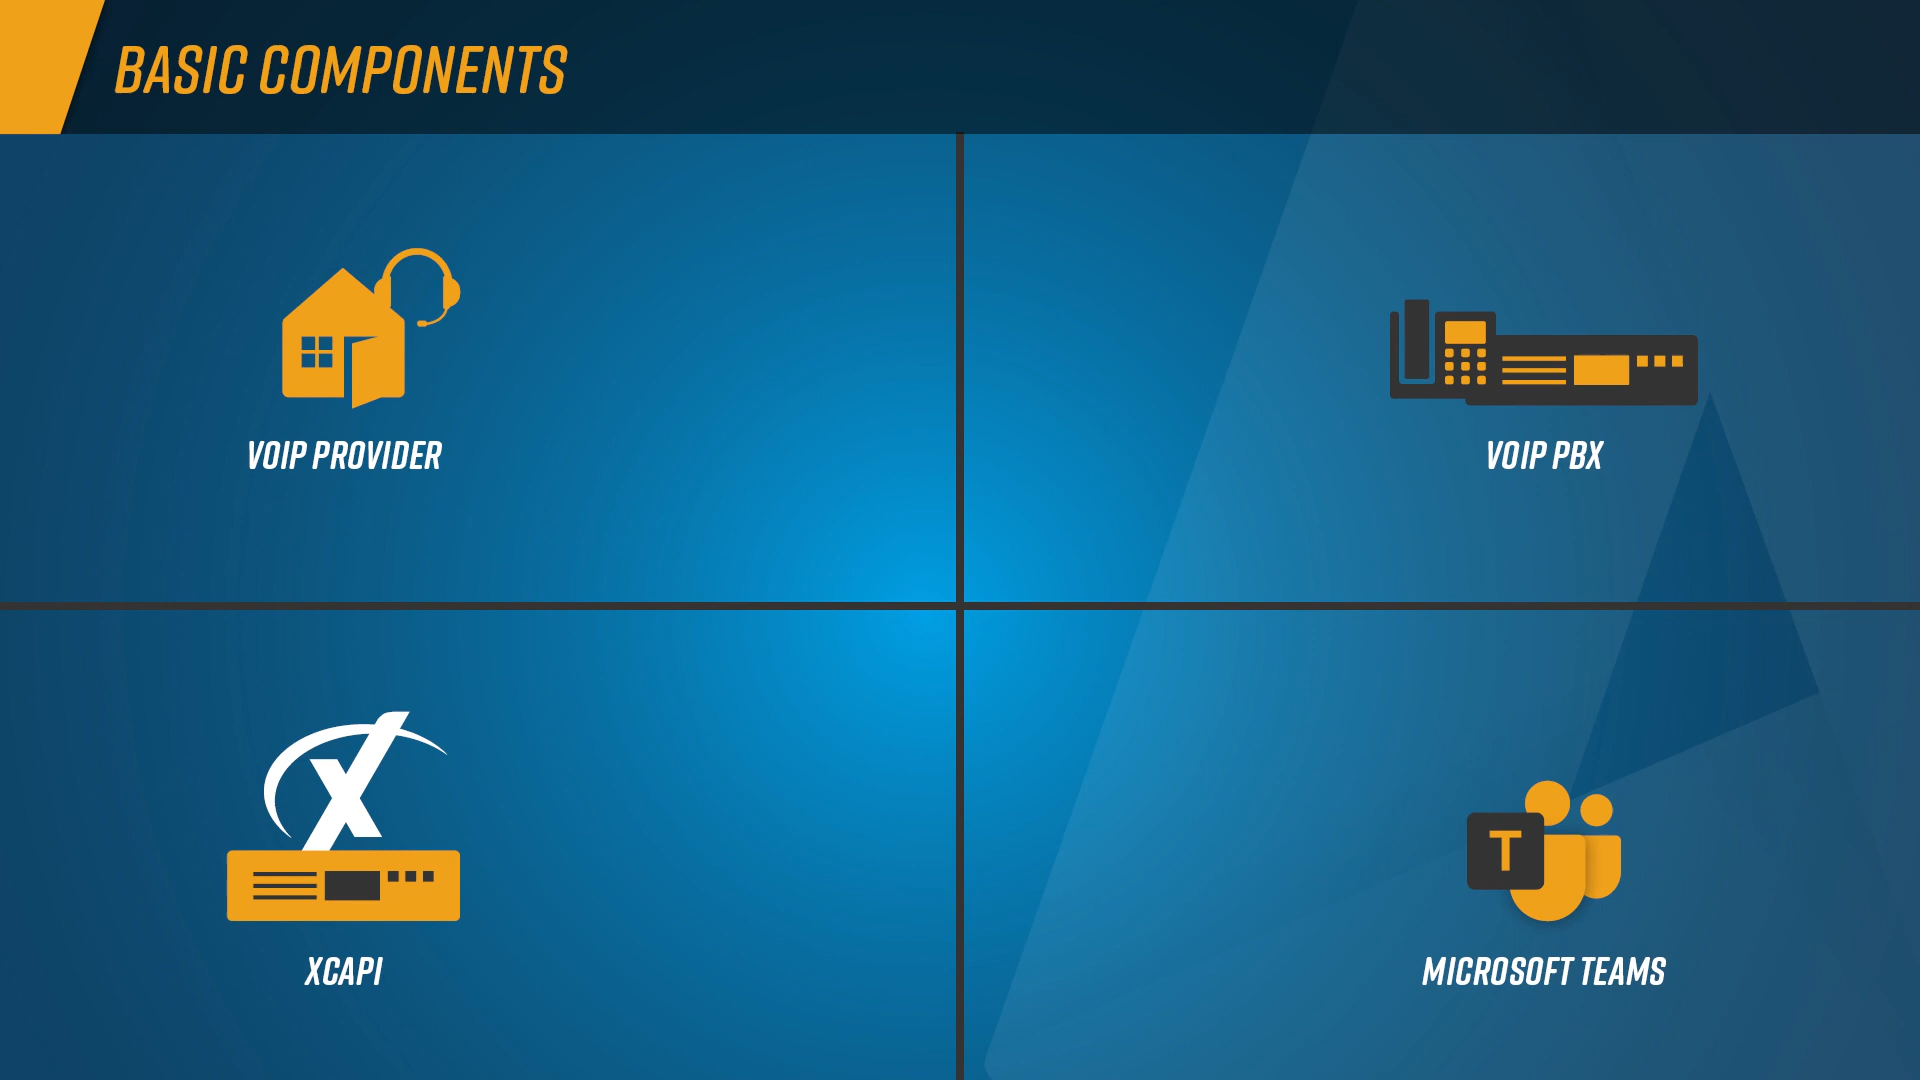 BASIC COMPONENTS
VOIP PROVIDER
VOIP PBX
X
T
XCAPI
MICROSOFT TEAMS